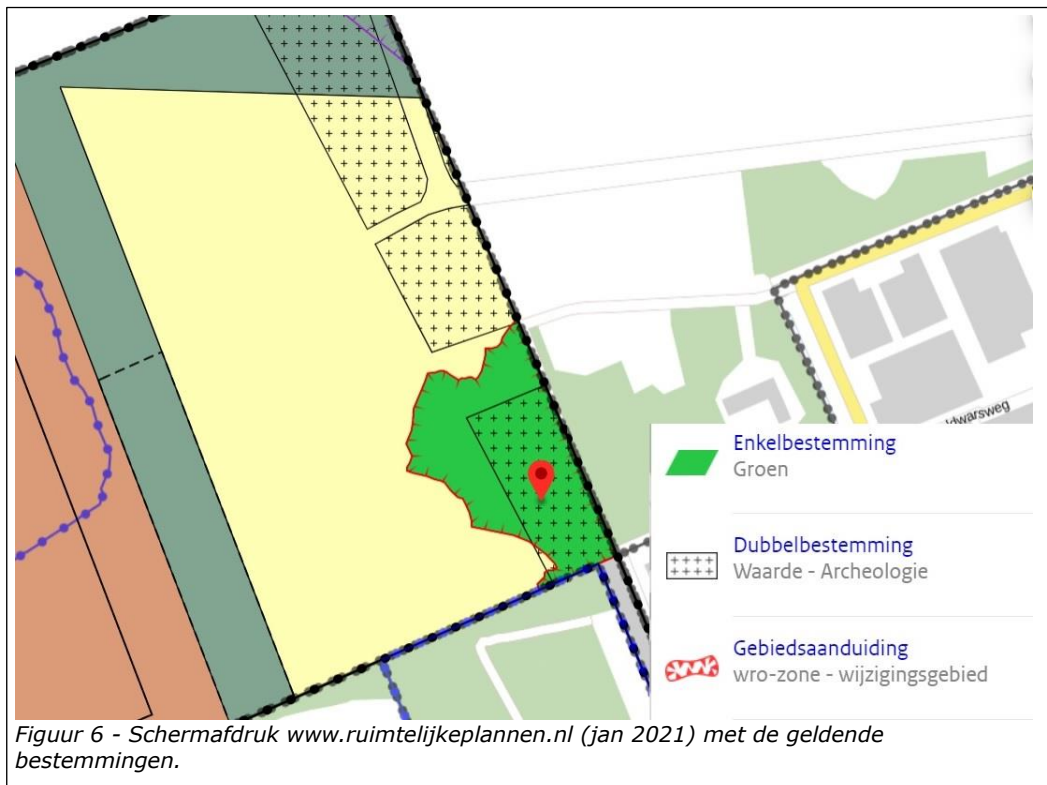 ldwarsweg
Enkelbestemming
Groen
Dubbelbestemming
Waarde - Archeologie
Gebiedsaanduiding
wro-zone - wijzigingsgebied
Figuur 6 - Schermafdruk www.ruimtelijkeplannen.nl (jan 2021) met de geldende
bestemmingen.